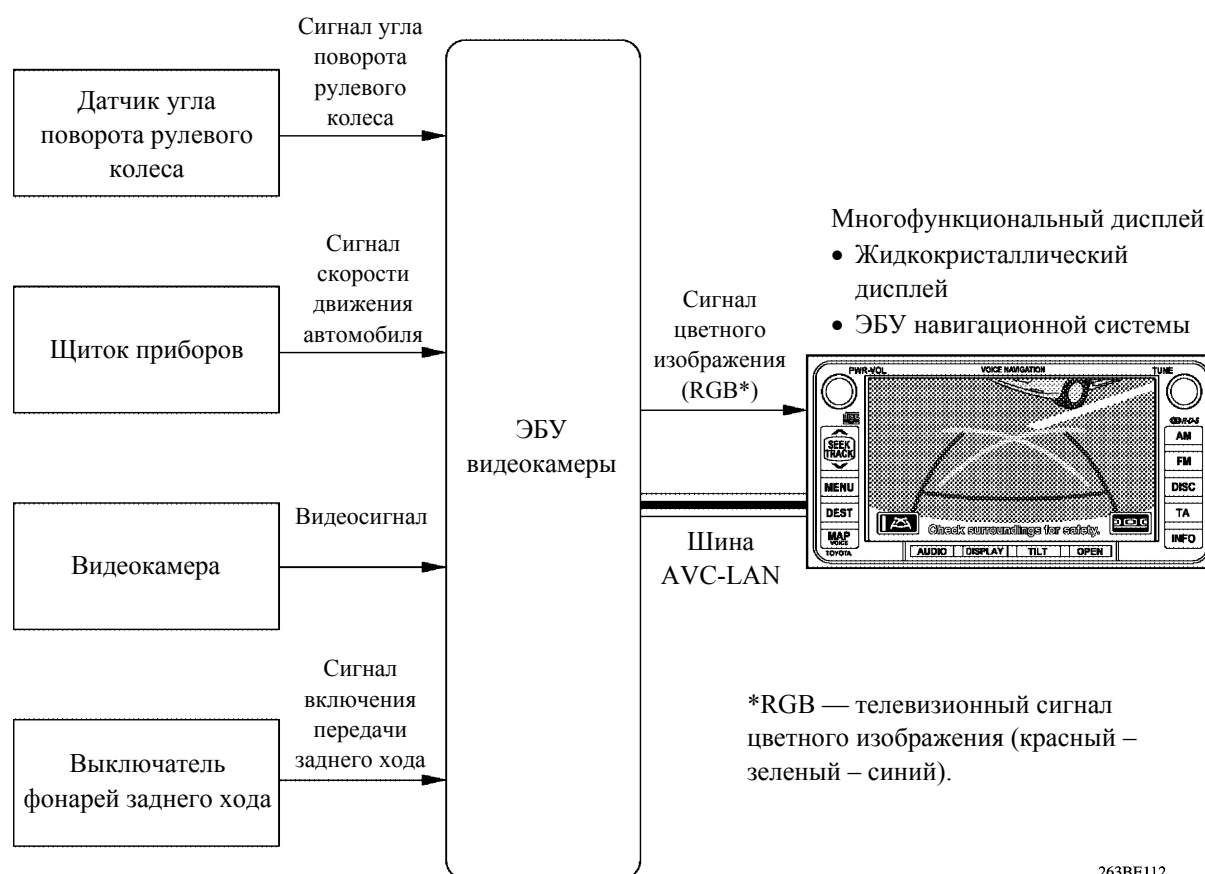 Сигнал угла
поворота
рулевого
колеса
Датчик угла
поворота рулевого
колеса
Сигнал
скорости
движения
автомобиля
Щиток приборов
Видеосигнал
Видеокамера
Сигнал
включения
передачи
заднего хода
Выключатель
фонарей заднего хода
ЭБУ
видеокамеры
Сигнал
цветного
изображения
(RGB*)
Шина
AVC-LAN
Многофункциональный дисплей
• Жидкокристаллический
дисплей
• ЭБУ навигационной системы
PWR-VOL
VOICE NAVIGATION
TUNE
SEEK
TRACK
MENU
DEST
MAP
VOICE
TOYOTA
AM
FM
DISC
TA
INFO
Check surroundings for safety.
AUDIO
DISPLAY
TILT
OPEN
*RGB — телевизионный сигнал
цветного изображения (красный –
зеленый – синий).
263BE112